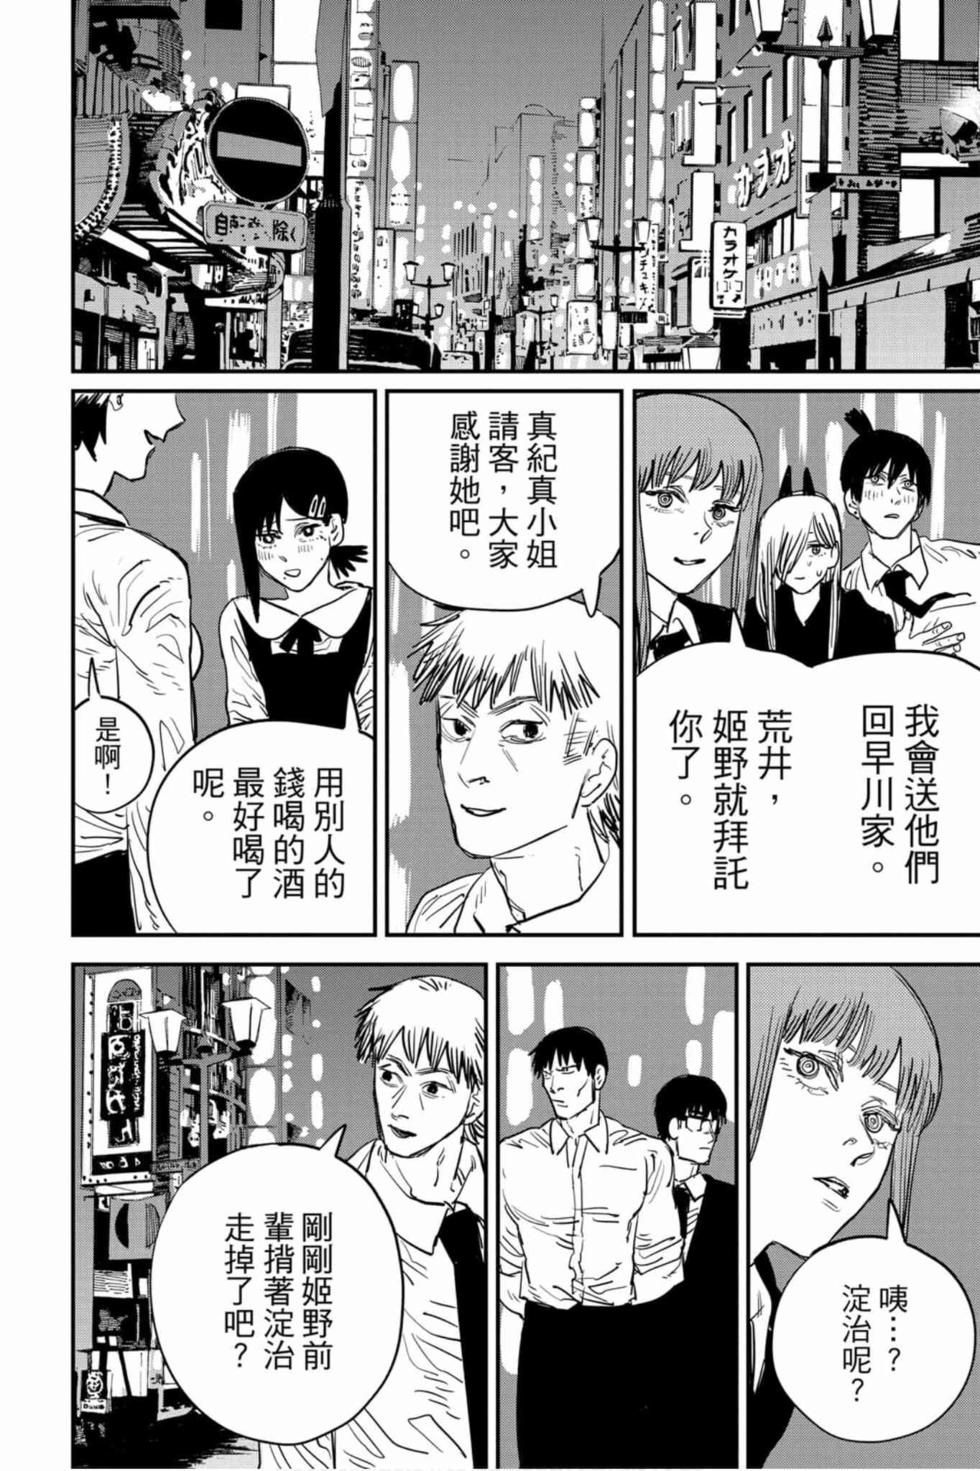 自転車 除く
カラオケ
カラオケ
我會送他們
回早川家。
荒井，
姬野就拜託
你了。
真紀真小姐
請客，大家
感謝她吧。
用別人的
錢喝的酒
最好喝了
呢。
是啊！
咦…？
淀治呢？
剛剛姬野前
輩揹著淀治
走掉了吧？